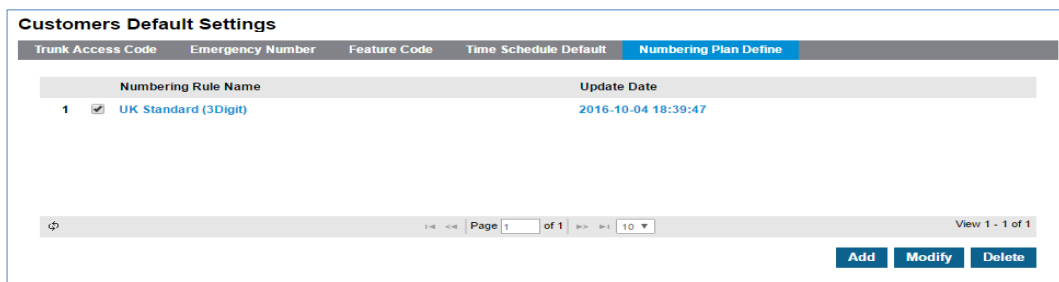 Customers Default Settings
Trunk Access Code Emergency Number Feature Code Time Schedule Default Numbering Plan Define
Numbering Rule Name Update Date
1 UK Standard (3Digit) 2016-10-04 18:39:47
Page 1 of 1 10 View 1 - 1 of 1
Add Modify Delete